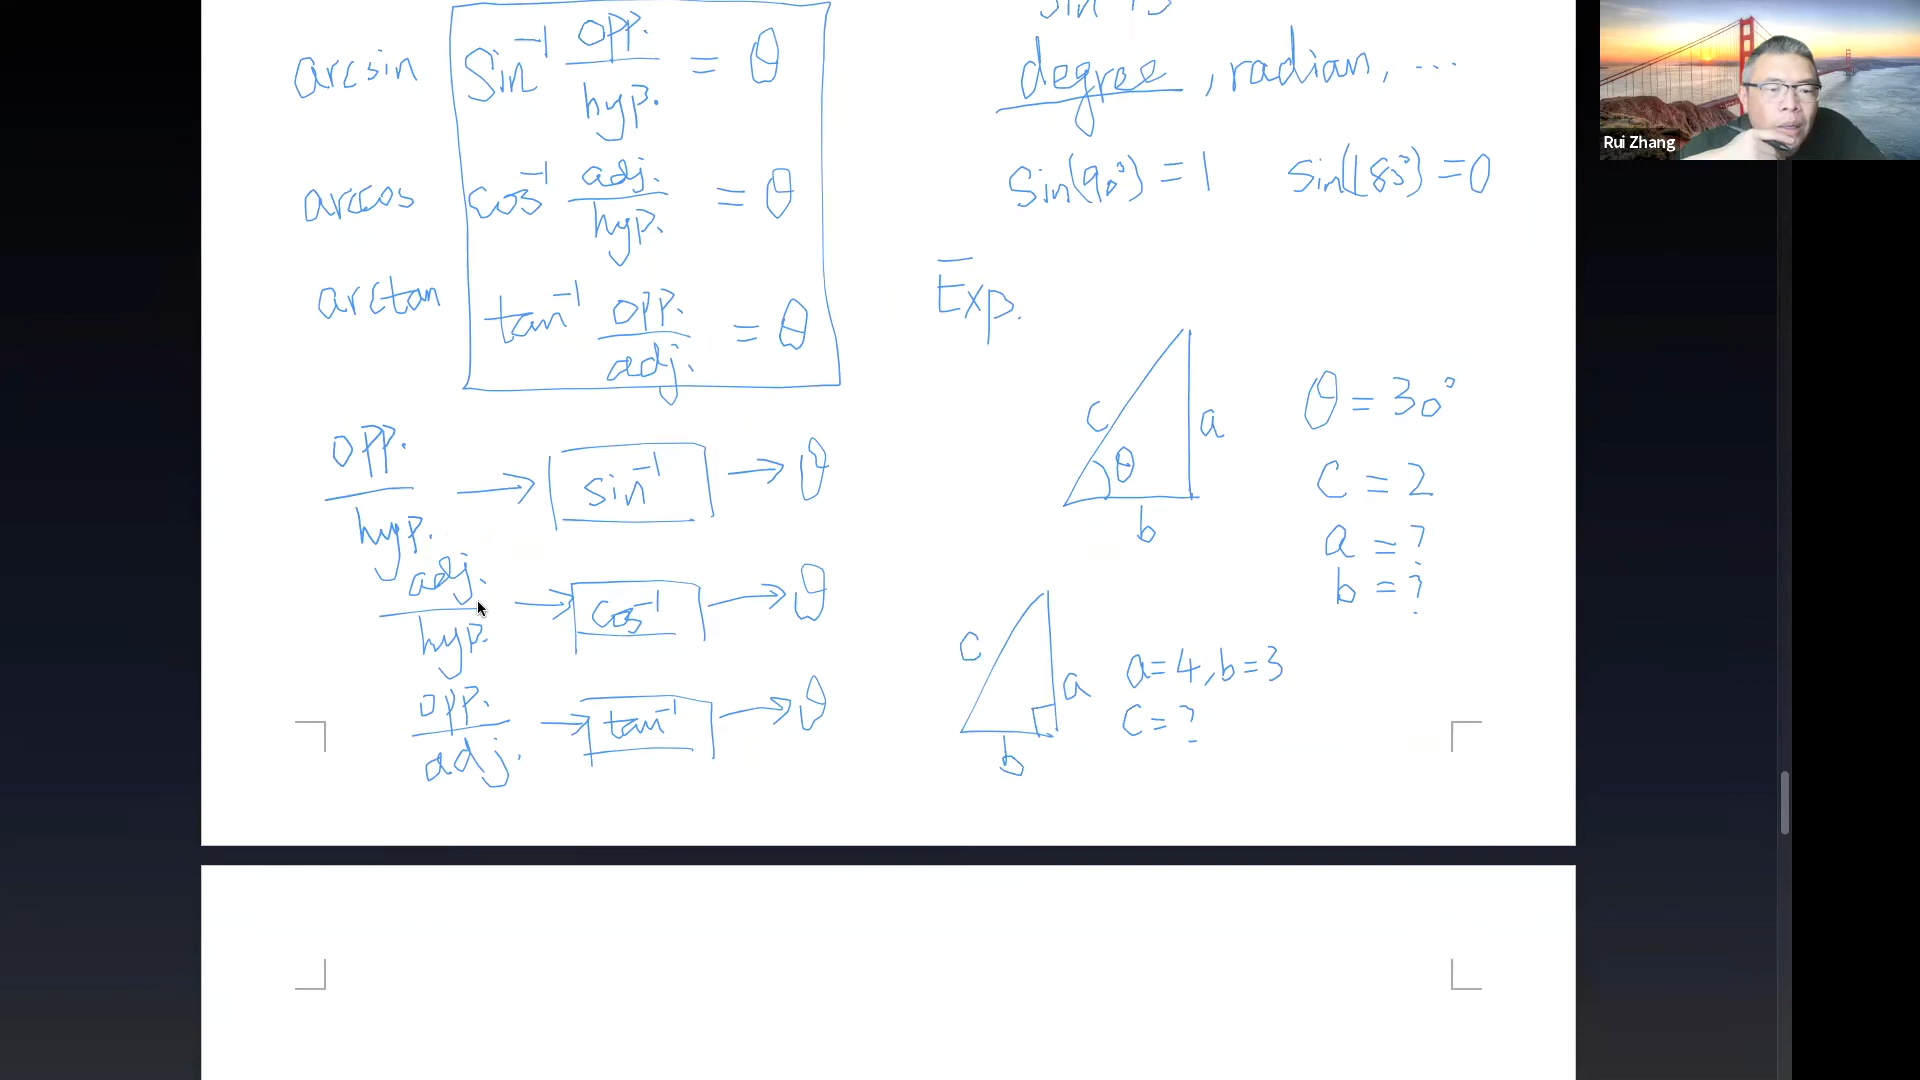 arcsin sin⁻¹ opp./hyp. = θ
arccos cos⁻¹ adj./hyp. = θ
arctan tan⁻¹ opp./adj. = θ
opp./hyp. → sin⁻¹ → θ
adj./hyp. → cos⁻¹ → θ
opp./adj. → tan⁻¹ → θ
degree, radian, ...
sin(90°) = 1 sin(180°) = 0
Exp.
c
a
θ
b
θ = 30°
c = 2
a = ?
b = ?
c
a
b
a=4, b=3
c = ?
Rui Zhang